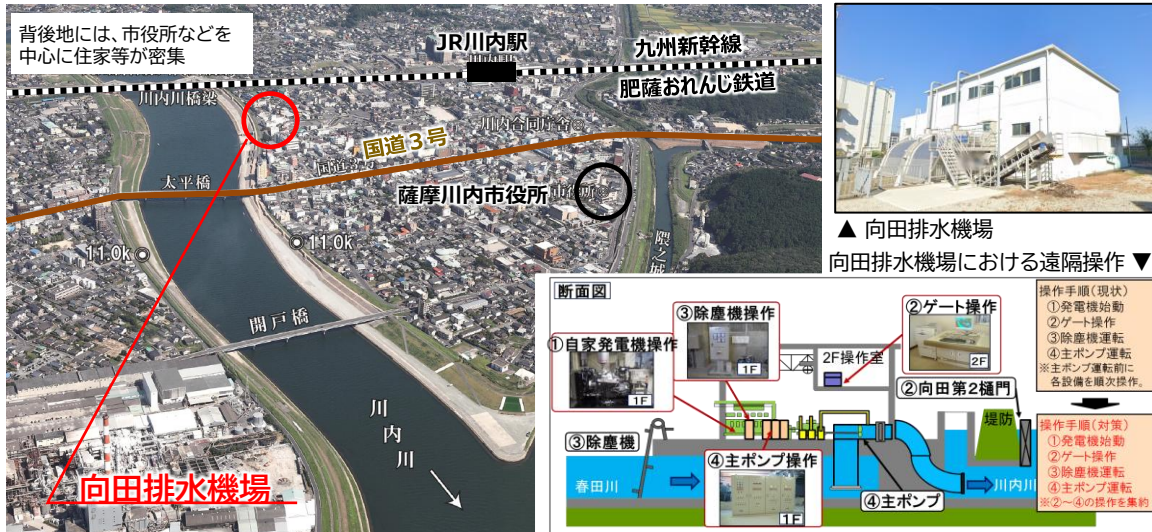 背後地には、市役所などを
中心に住家等が密集
JR川内駅
九州新幹線
肥薩おれんじ鉄道
川内川橋梁
川内合同庁舎
国道3号
国道3号
太平橋
薩摩川内市役所
市役所
11.0k
11.0k
隈之城
開戸橋
川内川
向田排水機場
▲ 向田排水機場
向田排水機場における遠隔操作 ▼
断面図
③除塵機操作
1F
②ゲート操作
2F
①自家発電機操作
1F
2F操作室
②向田第2樋門
堤防
③除塵機
④主ポンプ操作
1F
④主ポンプ
春田川
川内川
操作手順(現状)
①発電機始動
②ゲート操作
③除塵機運転
④主ポンプ運転
※主ポンプ運転前に
各設備を順次操作。
操作手順(対策)
①発電機始動
②ゲート操作
③除塵機運転
④主ポンプ運転
※②～④の操作を集約